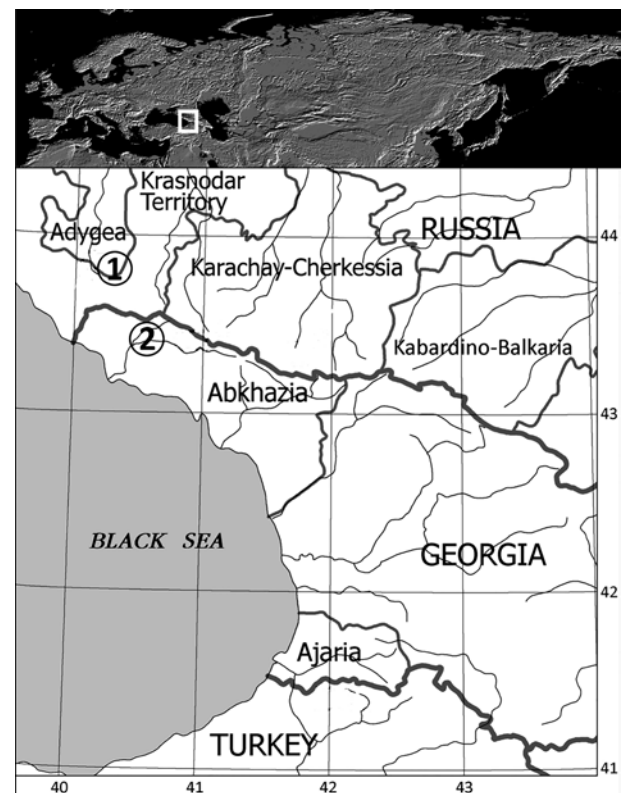 Krasnodar
Territory
Adygea
RUSSIA
44
1
Karachay-Cherkessia
2
Kabardino-Balkaria
Abkhazia
43
BLACK SEA
GEORGIA
42
Ajaria
TURKEY
41
40 41 42 43